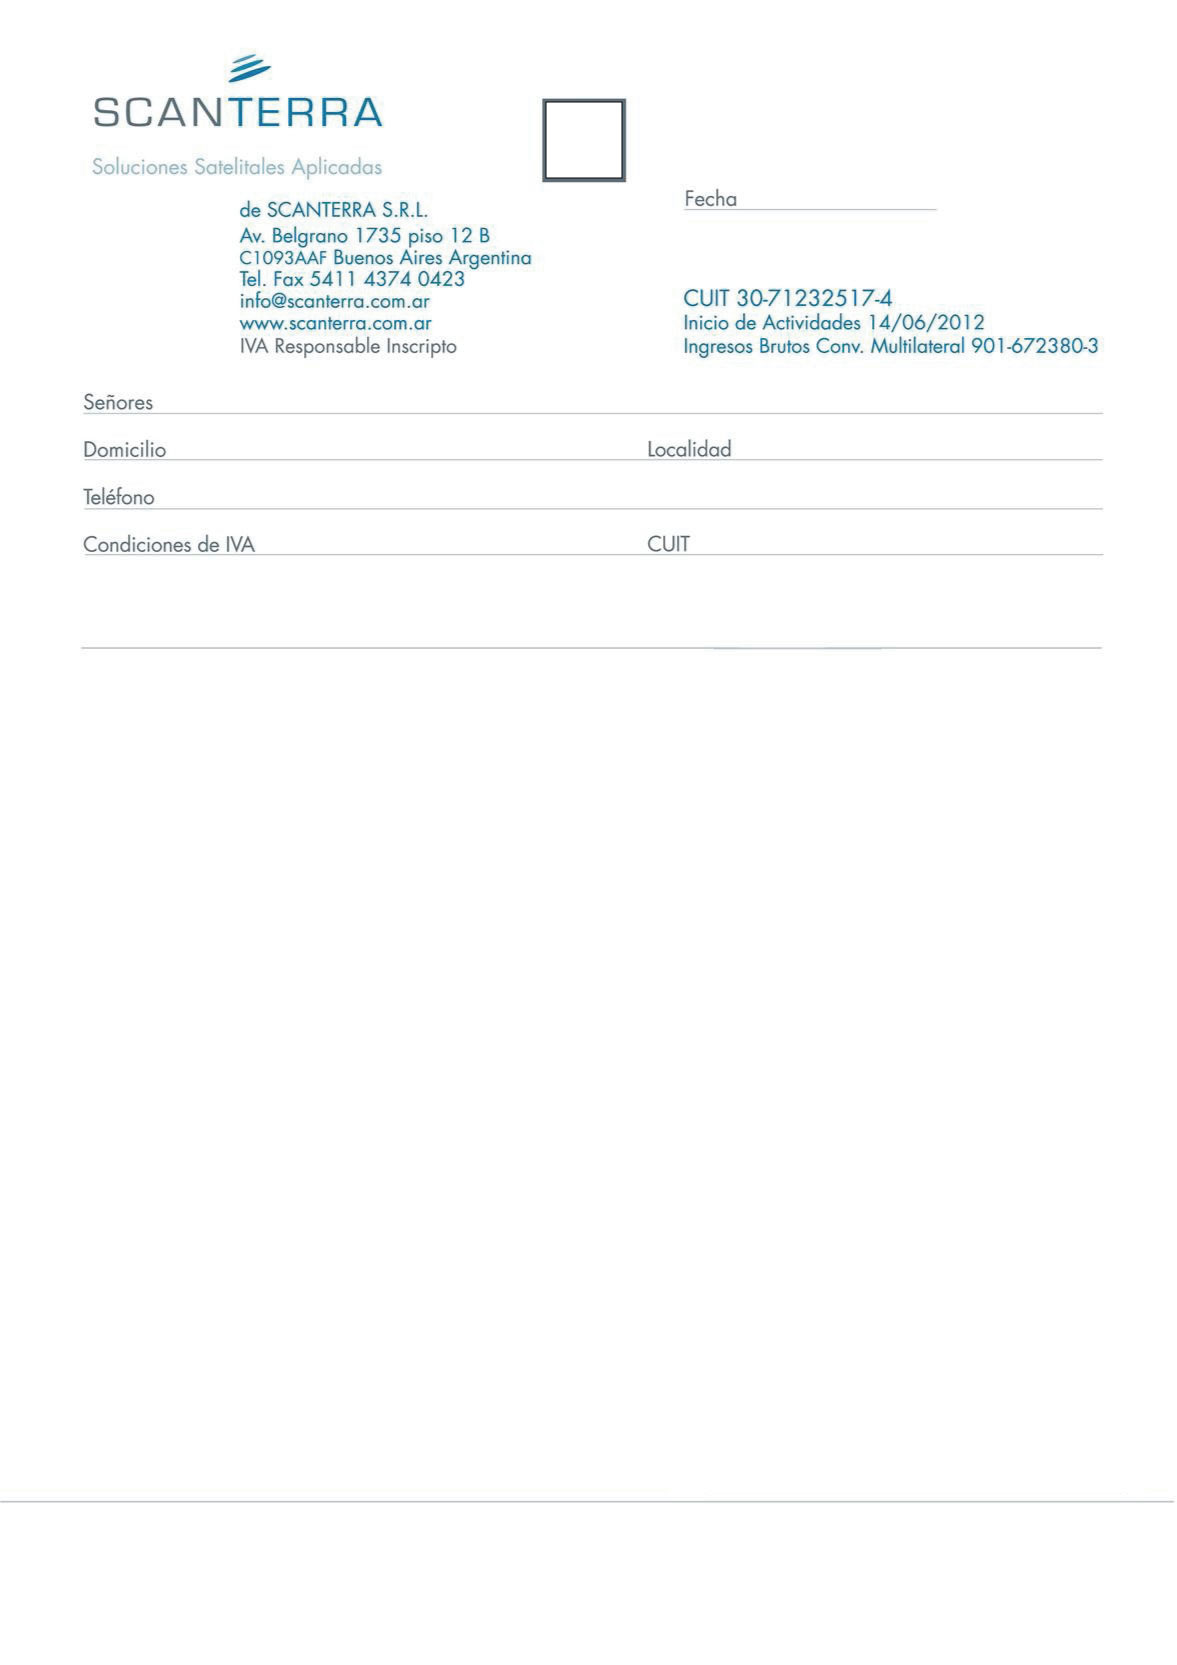 SCANTERRA
Soluciones Satelitales Aplicadas
de SCANTERRA S.R.L.
Av. Belgrano 1735 piso 12 B
C1093AAF Buenos Aires Argentina
Tel. Fax 5411 4374 0423
info@scanterra.com.ar
www.scanterra.com.ar
IVA Responsable Inscripto
Fecha
CUIT 30-71232517-4
Inicio de Actividades 14/06/2012
Ingresos Brutos Conv. Multilateral 901-672380-3
Señores
Domicilio Localidad
Teléfono
Condiciones de IVA CUIT